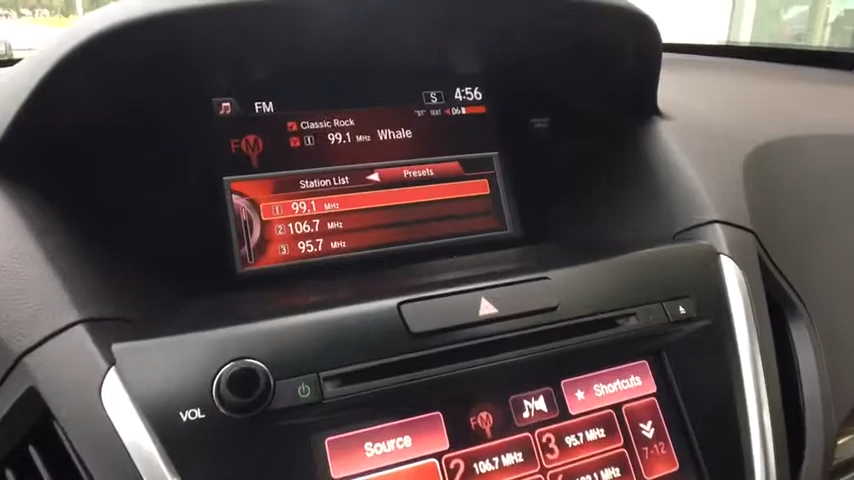 FM S 4:56
Classic Rock
1 99.1 MHz Whale
FM
Station List Presets
1 99.1 MHz
2 106.7 MHz
3 95.7 MHz
VOL
Source FM Shortcuts
2 106.7 MHz 3 95.7 MHz 7-12